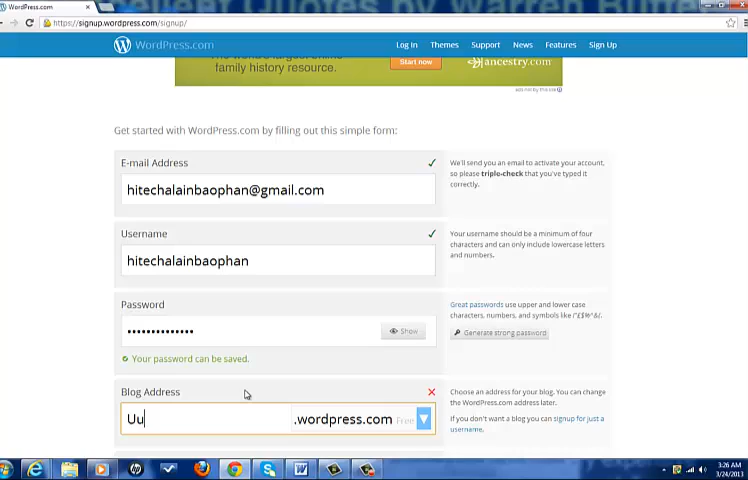 WordPress.com
https://signup.wordpress.com/signup/
WordPress.com
Log In Themes Support News Features Sign Up
family history resource.
Start now
ancestry.com
ads not by this site
Get started with WordPress.com by filling out this simple form:
E-mail Address
hitechalainbaophan@gmail.com
We'll send you an email to activate your account,
so please triple-check that you've typed it
correctly.
Username
hitechalainbaophan
Your username should be a minimum of four
characters and can only include lowercase letters
and numbers.
Password
Show
Your password can be saved.
Great passwords use upper and lower case
characters, numbers, and symbols like
Generate strong password
Blog Address
Uu
.wordpress.com Free
Choose an address for your blog. You can change
the WordPress.com address later.
If you don't want a blog you can signup for just a
username.
3:26 AM
3/24/2013